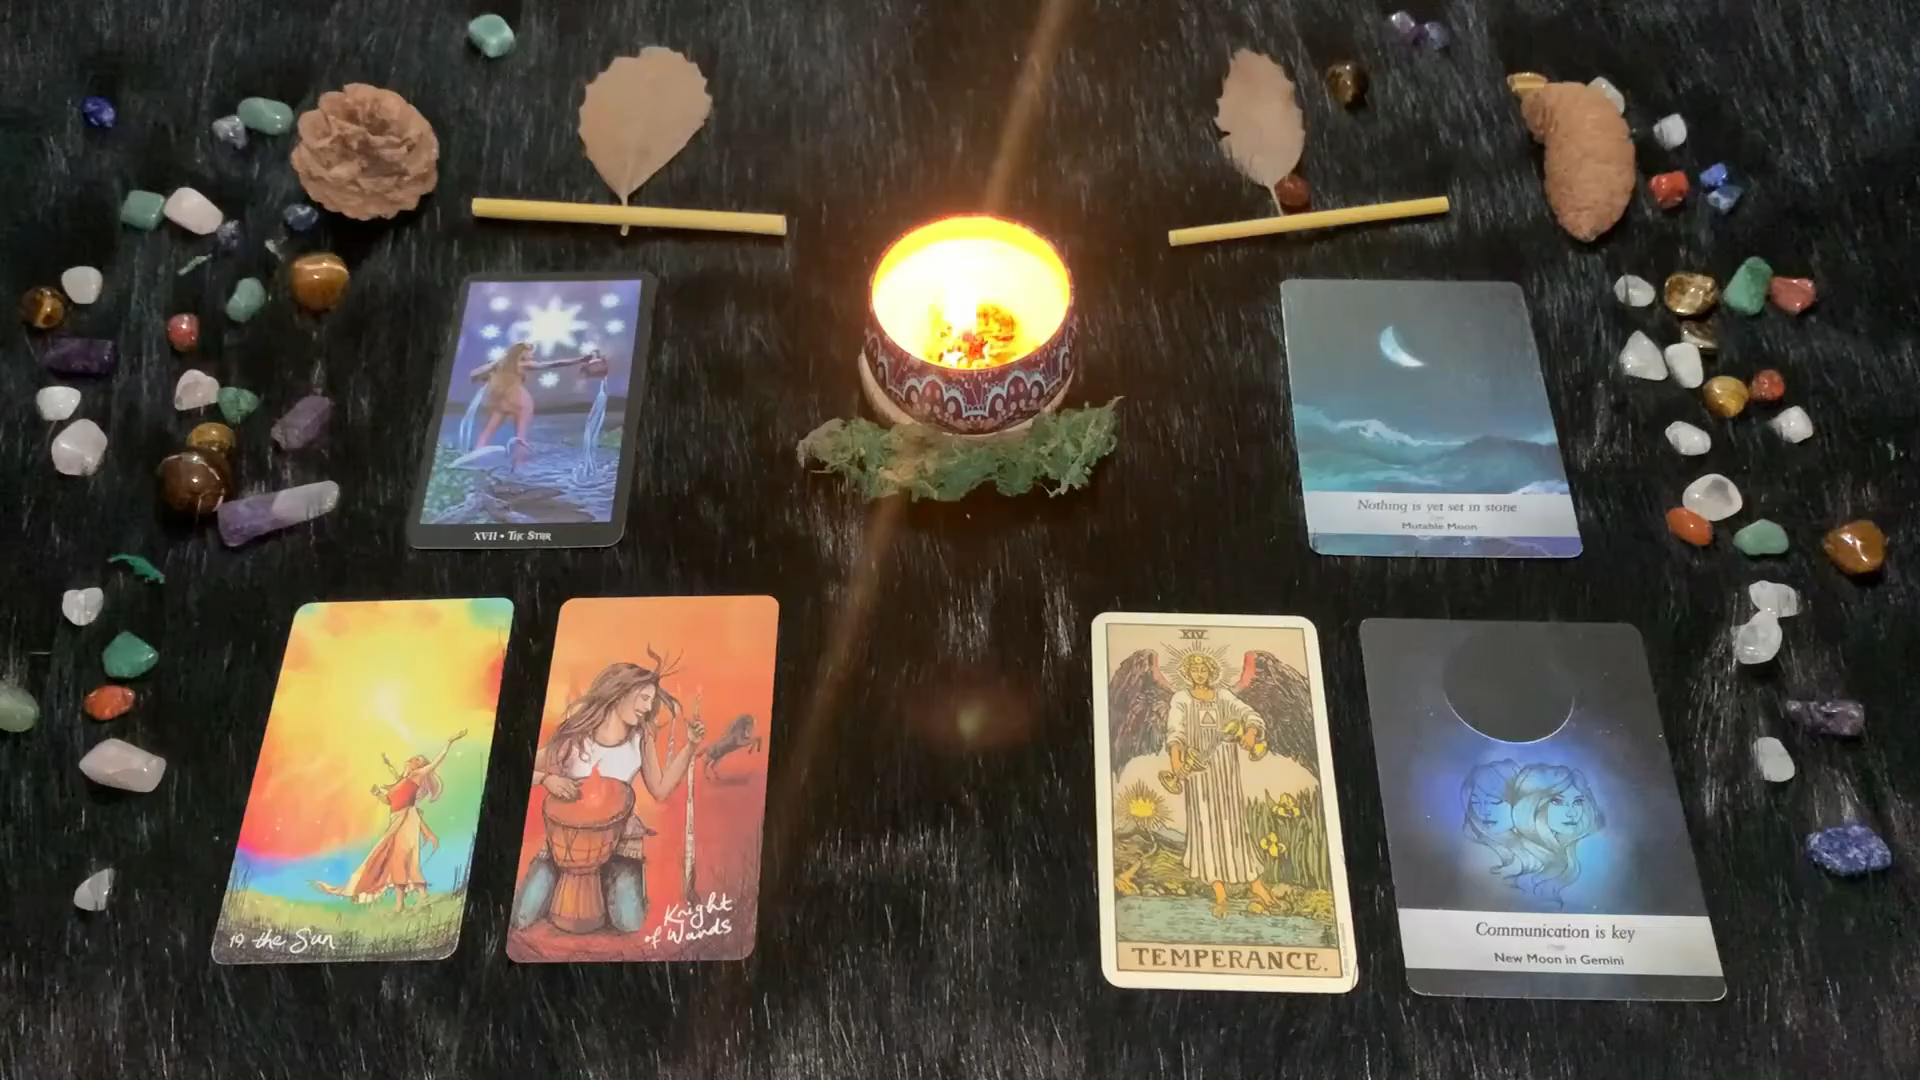 XVII • The Star
Nothing is yet set in stone
Mutable Moon
19. the Sun
Knight
of Wands
XIV
TEMPERANCE.
Communication is key
New Moon in Gemini